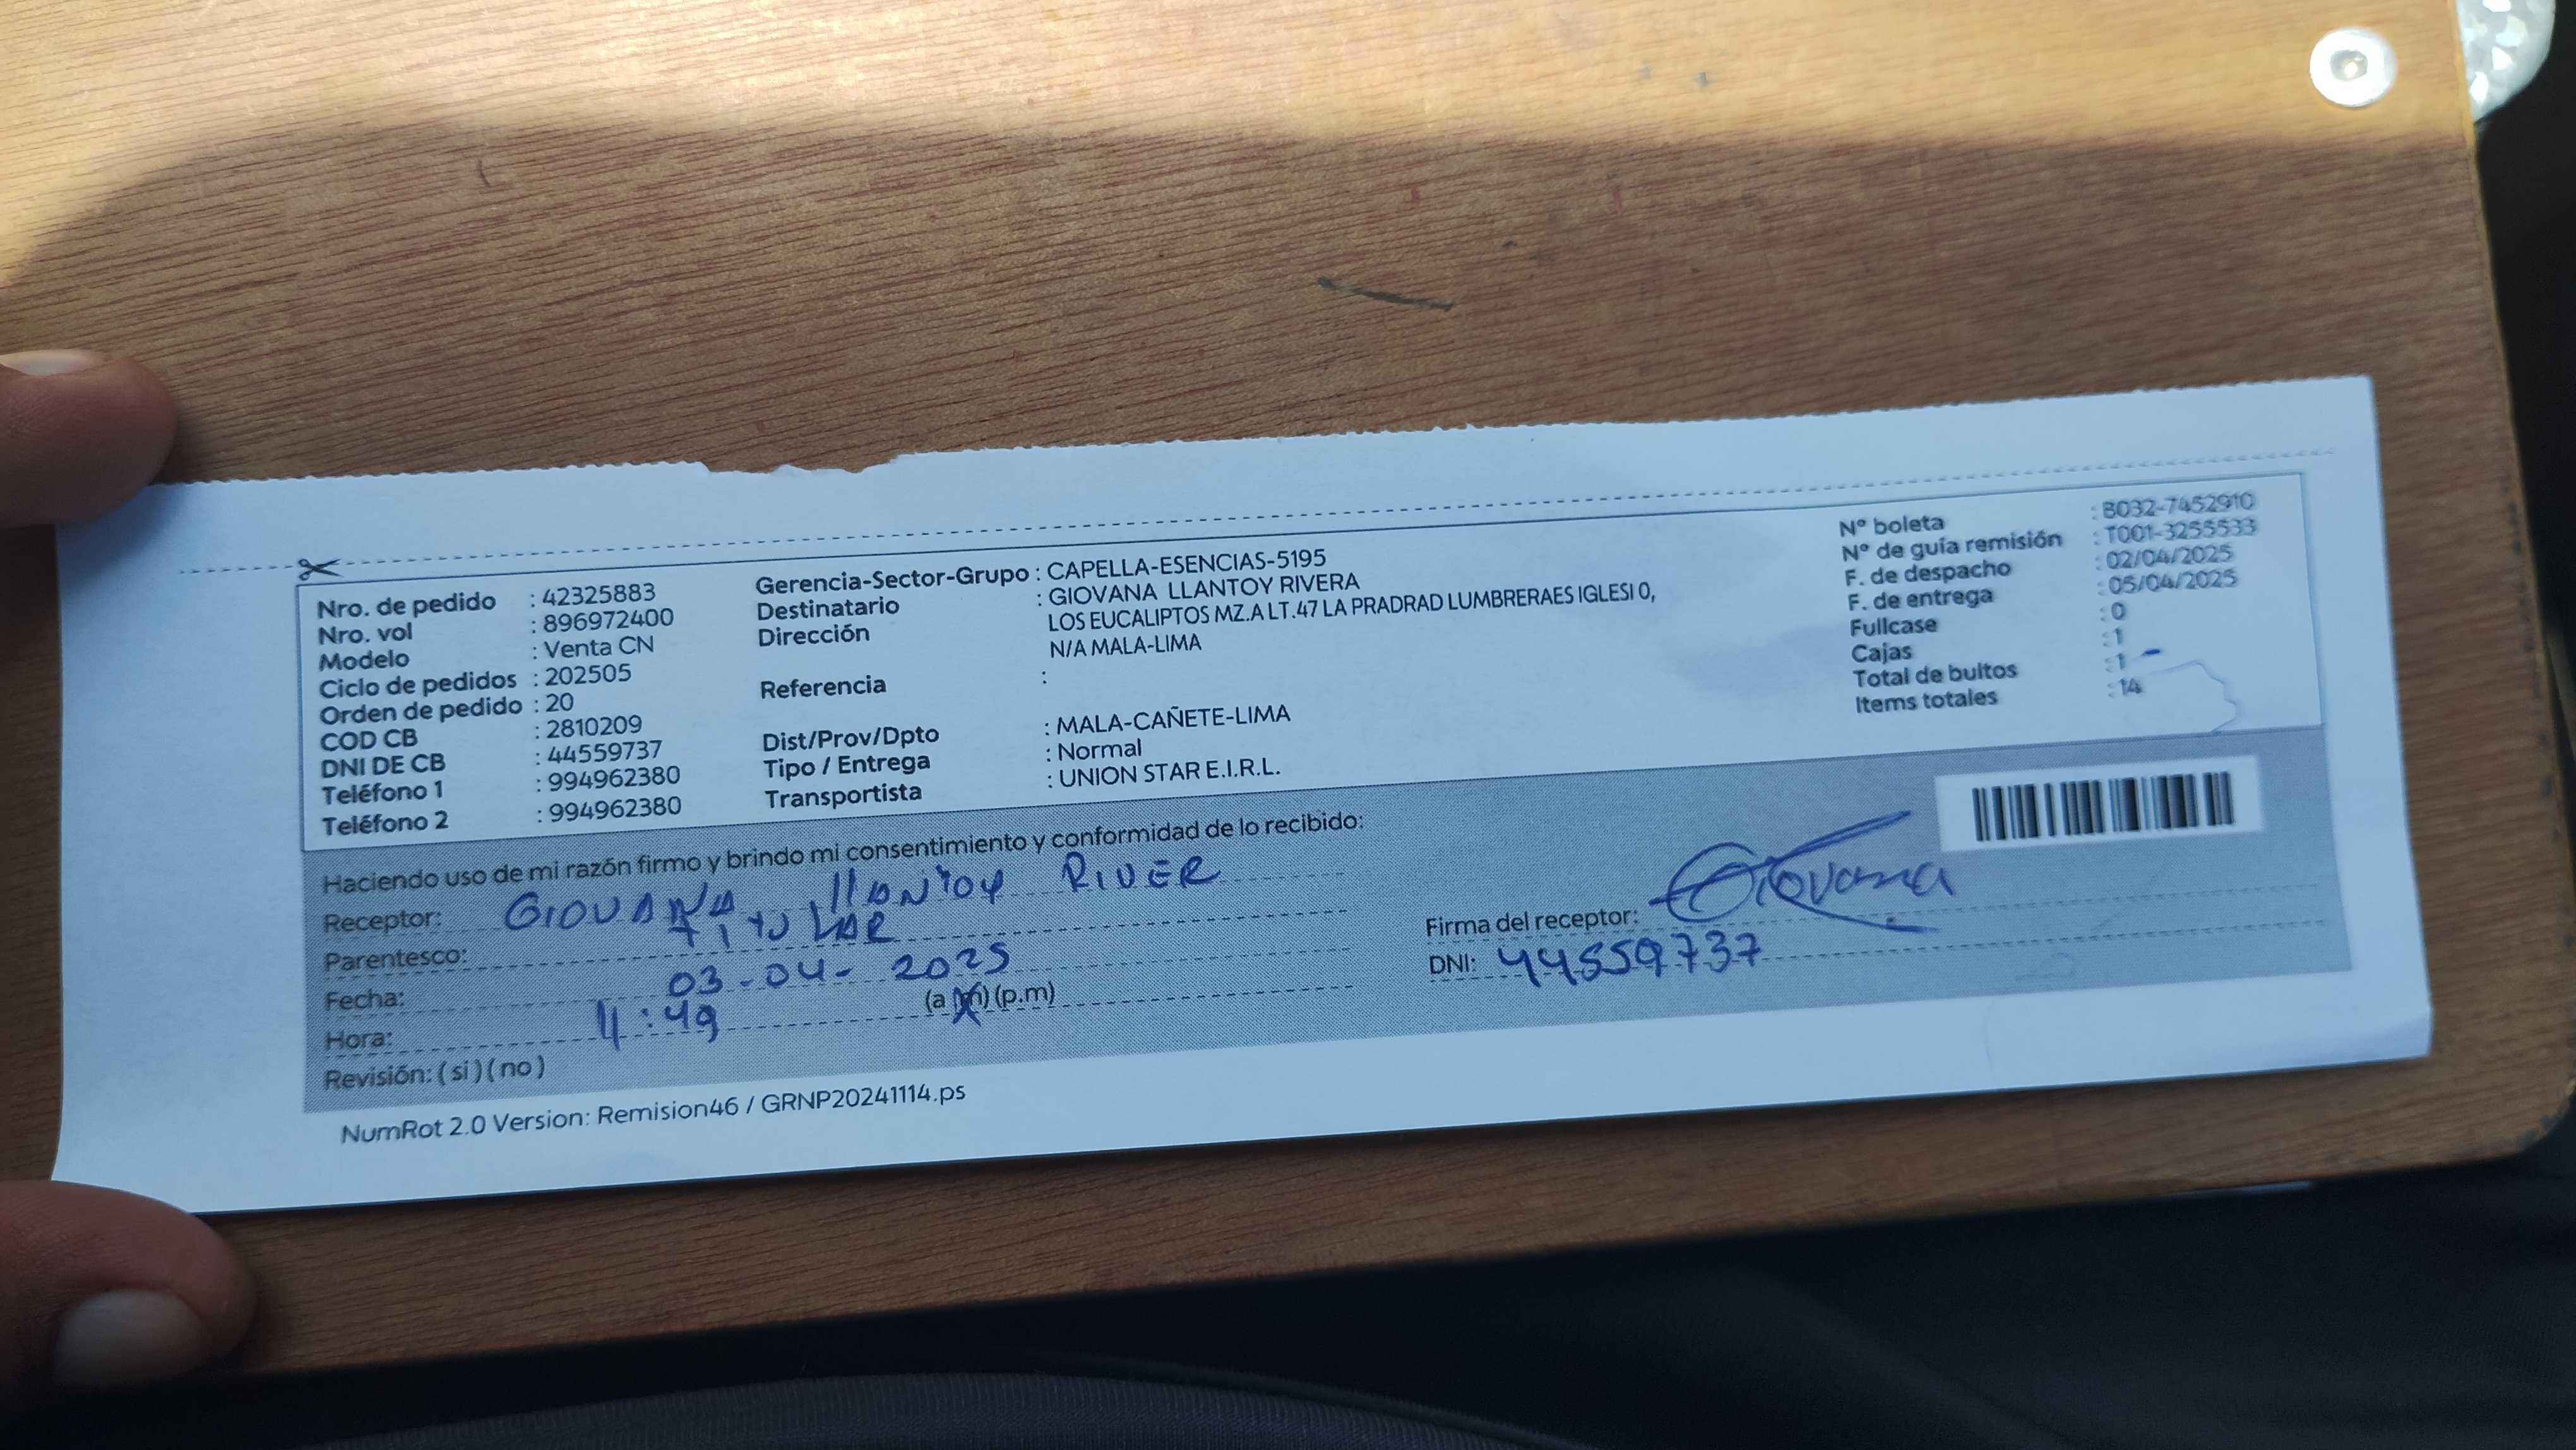 Nro. de pedido : 42325883
Nro. vol : 896972400
Modelo : Venta CN
Ciclo de pedidos : 202505
Orden de pedido : 20
COD CB : 2810209
DNI DE CB : 44559737
Teléfono 1 : 994962380
Teléfono 2 : 994962380
Gerencia-Sector-Grupo : CAPELLA-ESENCIAS-5195
Destinatario : GIOVANA LLANTOY RIVERA
Dirección LOS EUCALIPTOS MZ.A LT.47 LA PRADRAD LUMBRERAES IGLESI 0,
N/A MALA-LIMA
Referencia :
Dist/Prov/Dpto : MALA-CAÑETE-LIMA
Tipo / Entrega : Normal
Transportista : UNION STAR E.I.R.L.
Nº boleta : B032-7452910
Nº de guía remisión : T001-3255533
F. de despacho : 02/04/2025
F. de entrega : 05/04/2025
Fullcase : 0
Cajas : 1
Total de bultos : 1
Items totales : 14
Haciendo uso de mi razón firmo y brindo mi consentimiento y conformidad de lo recibido:
Receptor: GIOVANA llANTOY RIVER
Parentesco: TITULAR
Fecha: 03-04-2025
Hora: 11:49 (a m) (p.m)
Revisión: ( si ) ( no )
Firma del receptor: Giovana
DNI: 44559737
NumRot 2.0 Version: Remision46 / GRNP20241114.ps